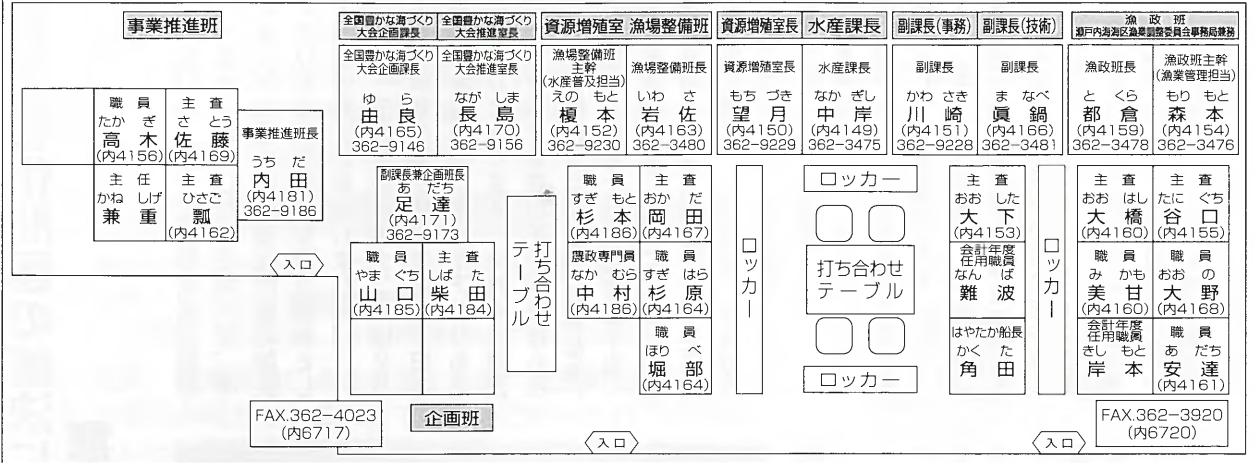 事業推進班
全国豊かな海づくり
大会企画課長
全国豊かな海づくり
大会推進室長
資源増殖室 漁場整備班
資源増殖室長
水産課長
副課長(事務)
副課長(技術)
漁政班
瀬戸内海海区漁業調整委員会事務局兼務
職員
たかぎ
高木
(内4156)
主査
さとう
佐藤
(内4169)
主任
かねしげ
兼重
主査
ひさご
瓢
(内4162)
事業推進班長
うちだ
内田
(内4181)
362-9186
入口
全国豊かな海づくり
大会企画課長
ゆら
由良
(内4165)
362-9146
全国豊かな海づくり
大会推進室長
ながしま
長島
(内4170)
362-9156
副課長兼企画班長
あだち
足達
(内4171)
362-9173
職員
やまぐち
山口
(内4185)
主査
しばた
柴田
(内4184)
企画班
FAX.362-4023
(内6717)
打ち合わせ
テーブル
漁場整備班
主幹
(水産普及担当)
えのもと
榎本
(内4152)
362-9230
漁場整備班長
いわさ
岩佐
(内4163)
362-3480
職員
すぎもと
杉本
(内4186)
主査
おかだ
岡田
(内4167)
農政専門員
なかむら
中村
(内4186)
職員
すぎはら
杉原
(内4164)
職員
ほりべ
堀部
(内4164)
入口
ロッカー
資源増殖室長
もちづき
望月
(内4150)
362-9229
水産課長
なかぎし
中岸
(内4149)
362-3475
ロッカー
打ち合わせ
テーブル
ロッカー
副課長
かわさき
川崎
(内4151)
362-9228
副課長
まなべ
眞鍋
(内4166)
362-3481
主査
おおした
大下
(内4153)
会計年度
任用職員
なんば
難波
はやたか船長
かくた
角田
ロッカー
入口
漁政班長
とくら
都倉
(内4159)
362-3478
漁政班主幹
(漁業管理担当)
もりもと
森本
(内4154)
362-3476
主査
おおはし
大橋
(内4160)
主査
たにぐち
谷口
(内4155)
職員
みかも
美甘
(内4160)
職員
おおの
大野
(内4168)
会計年度
任用職員
きしもと
岸本
職員
あだち
安達
(内4161)
FAX.362-3920
(内6720)